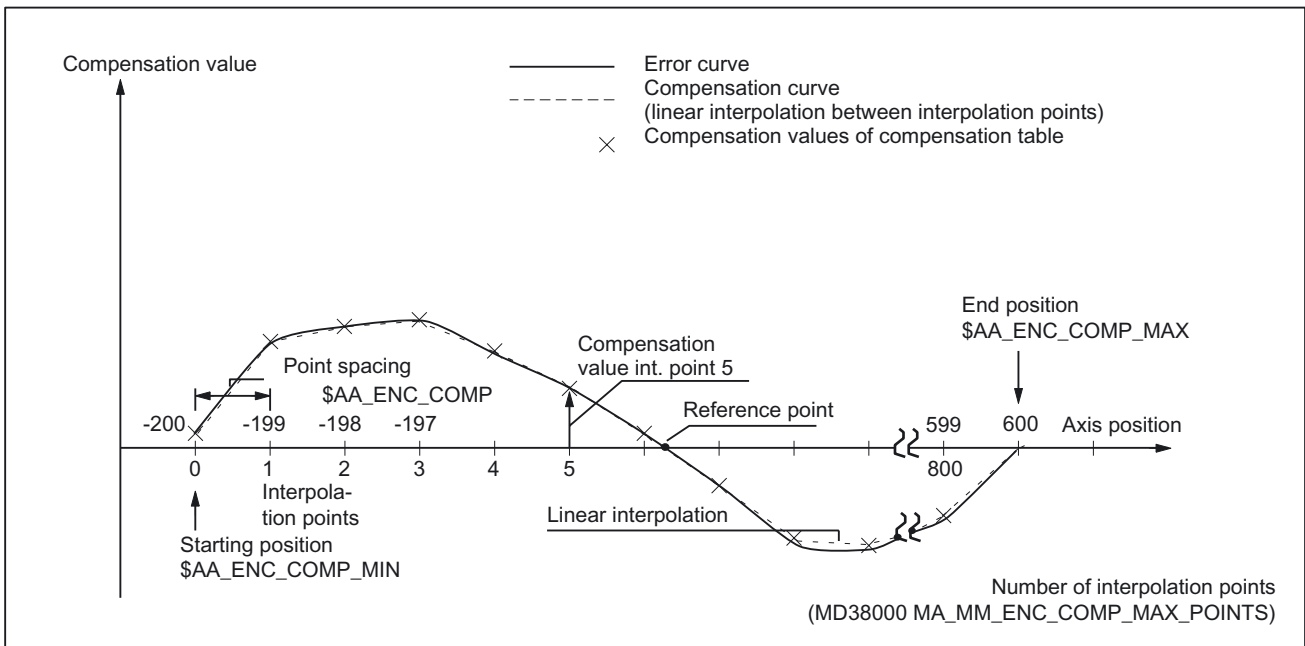 Compensation value
Error curve
Compensation curve
(linear interpolation between interpolation points)
Compensation values of compensation table
End position
$AA_ENC_COMP_MAX
Compensation
value int. point 5
Point spacing
$AA_ENC_COMP
Reference point
-200 -199 -198 -197 599 600 Axis position
0 1 2 3 4 5 800
Interpola-
tion points
Linear interpolation
Starting position
$AA_ENC_COMP_MIN
Number of interpolation points
(MD38000 MA_MM_ENC_COMP_MAX_POINTS)